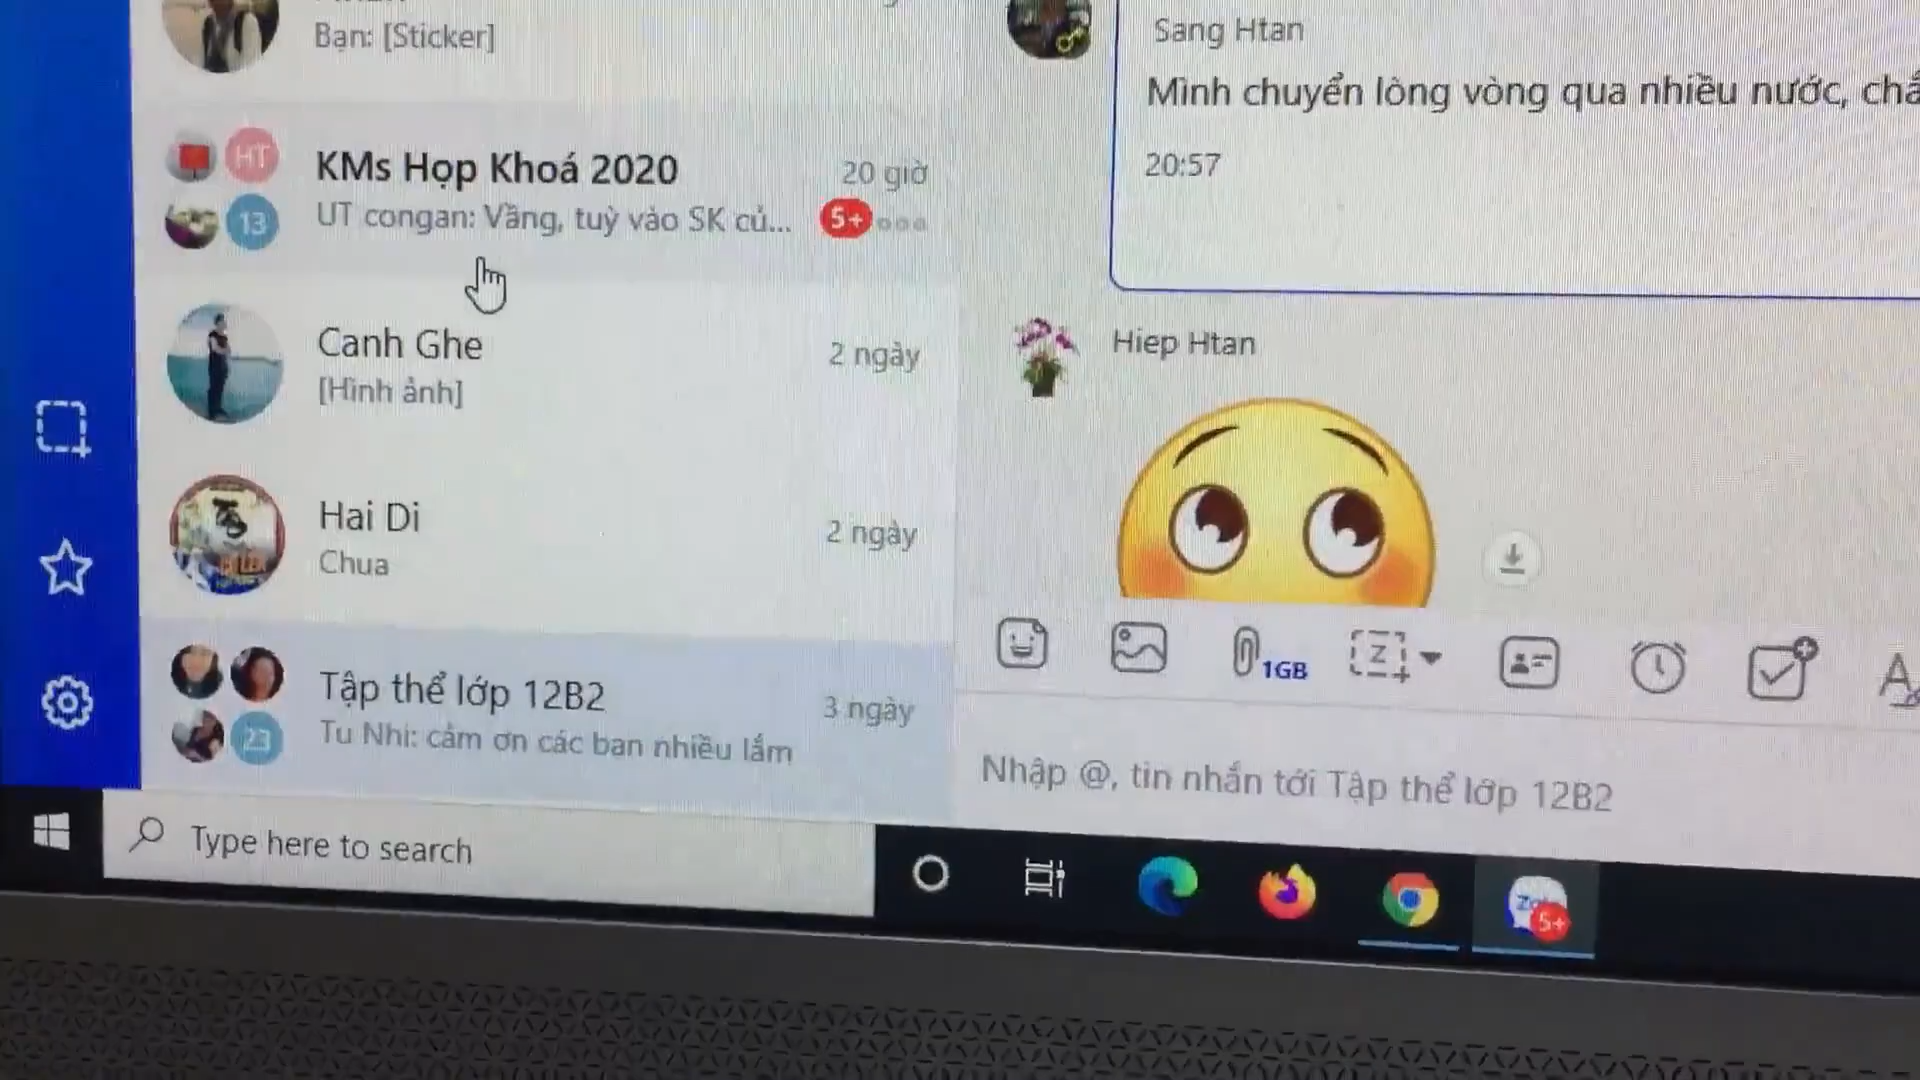 Bạn: [Sticker]
KMs Họp Khoá 2020
20 giờ
HT
13
UT congan: Vâng, tuỳ vào SK củ...
5+
Canh Ghe
2 ngày
[Hình ảnh]
Hai Di
2 ngày
Chua
Tập thể lớp 12B2
3 ngày
23
Tu Nhi: cảm ơn các bạn nhiều lắm
Sang Htan
Mình chuyển lòng vòng qua nhiều nước,
20:57
Hiep Htan
1GB
Z
A
Nhập @, tin nhắn tới Tập thể lớp 12B2
Type here to search
Zalo
5+